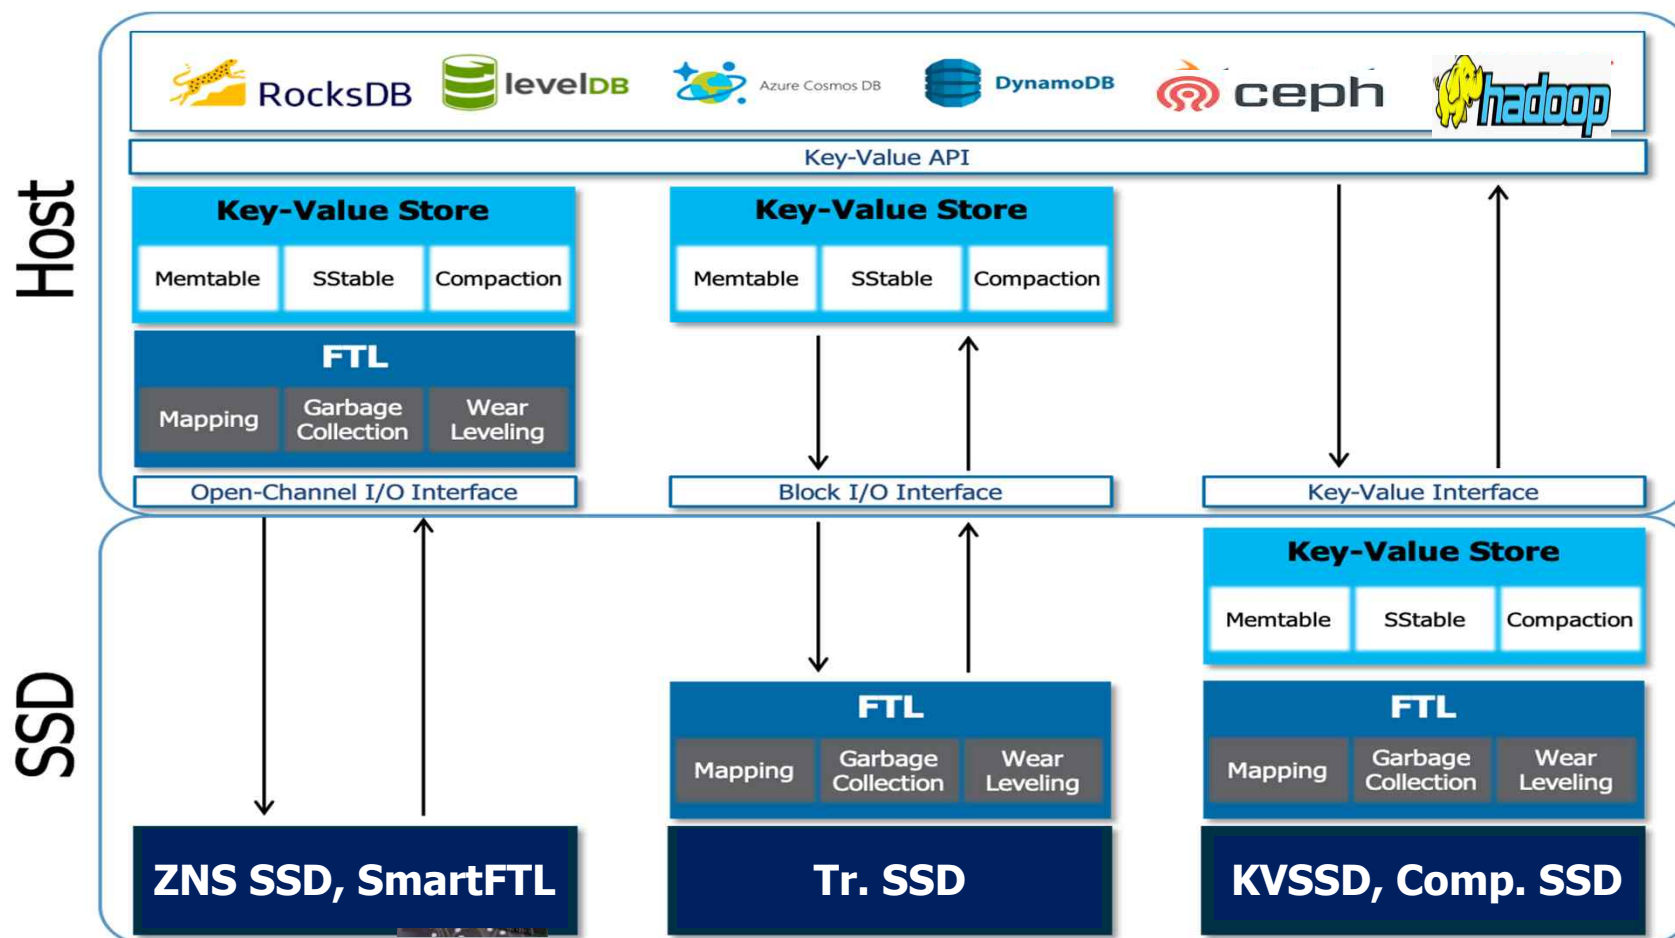 Host
RocksDB
levelDB
Azure Cosmos DB
DynamoDB
ceph
hadoop
Key-Value API
Key-Value Store
Memtable
SStable
Compaction
FTL
Mapping
Garbage
Collection
Wear
Leveling
Open-Channel I/O Interface
Key-Value Store
Memtable
SStable
Compaction
Block I/O Interface
Key-Value Interface
SSD
ZNS SSD, SmartFTL
FTL
Mapping
Garbage
Collection
Wear
Leveling
Tr. SSD
Key-Value Store
Memtable
SStable
Compaction
FTL
Mapping
Garbage
Collection
Wear
Leveling
KVSSD, Comp. SSD